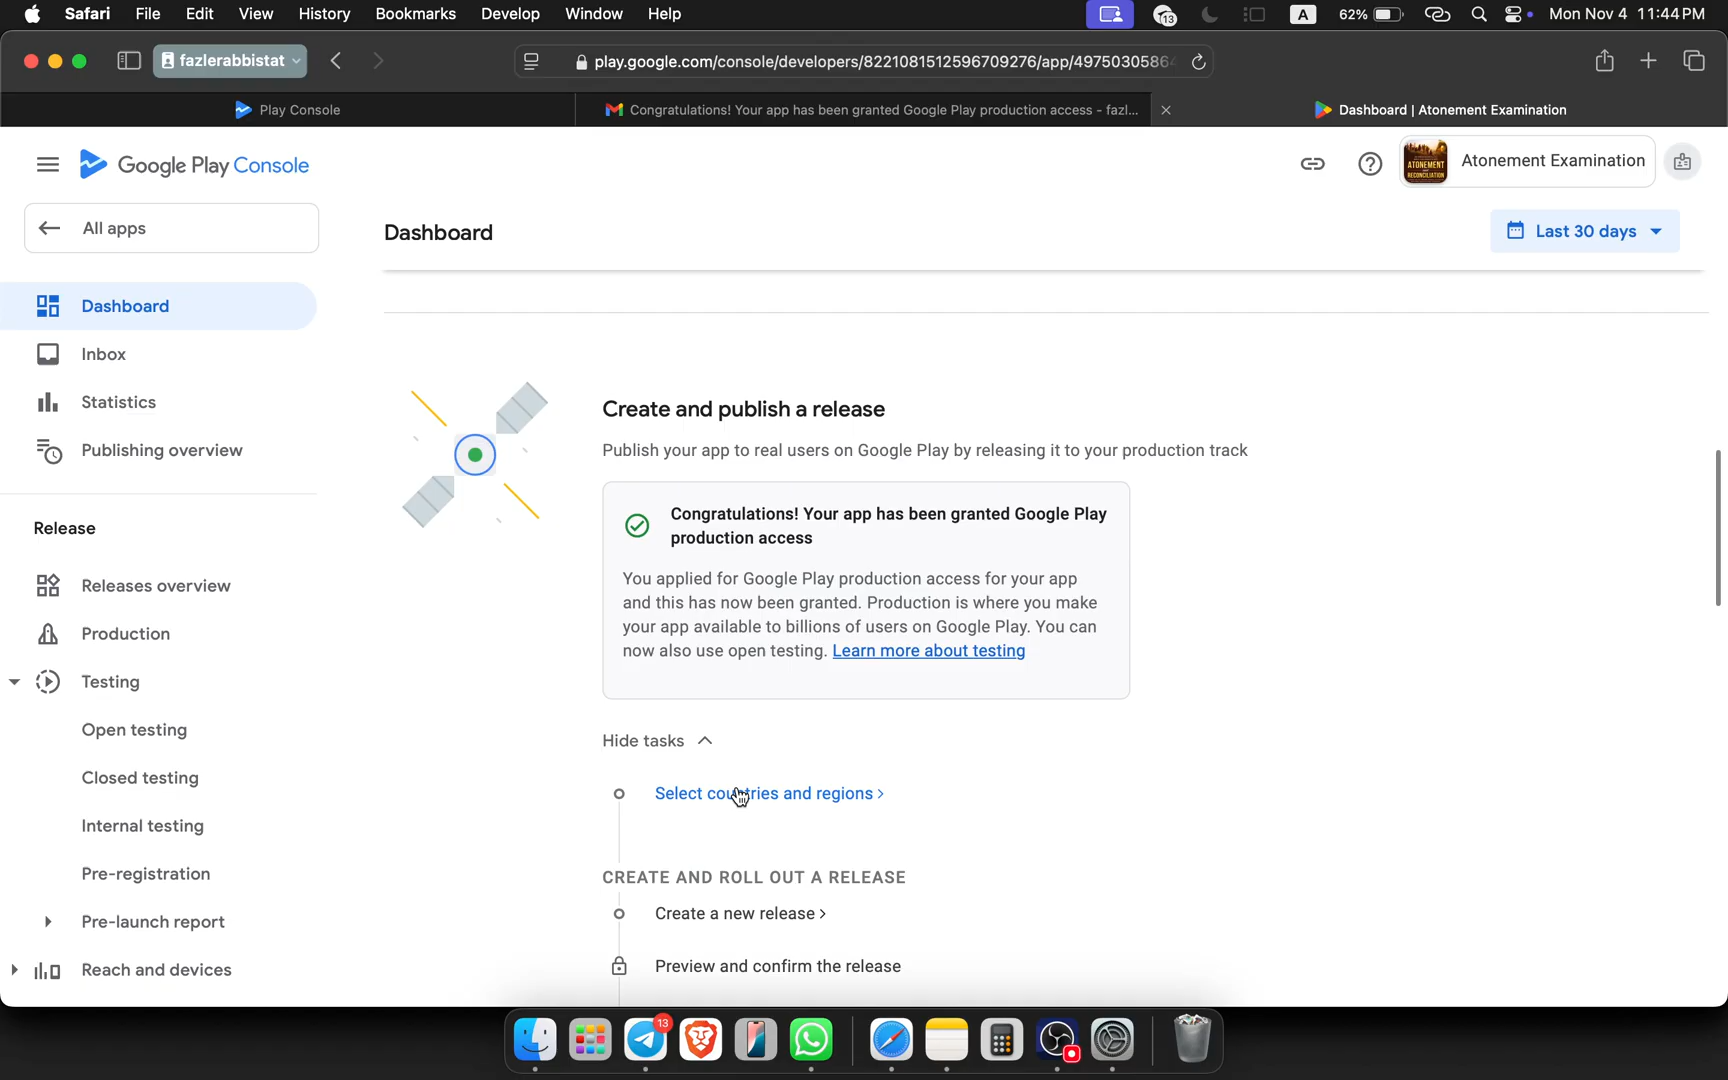 Safari File Edit View History Bookmarks Develop Window Help 13 A 62% Mon Nov 4 11:44 PM
fazlerabbistat play.google.com/console/developers/8221081512596709276/app/49750305864
Play Console Congratulations! Your app has been granted Google Play production access - fazl... Dashboard | Atonement Examination
Google Play Console ATONEMENT RECONCILIATION Atonement Examination
All apps
Dashboard
Last 30 days
Dashboard
Inbox
Statistics
Publishing overview
Release
Releases overview
Production
Testing
Open testing
Closed testing
Internal testing
Pre-registration
Pre-launch report
Reach and devices
Create and publish a release
Publish your app to real users on Google Play by releasing it to your production track
Congratulations! Your app has been granted Google Play
production access
You applied for Google Play production access for your app
and this has now been granted. Production is where you make
your app available to billions of users on Google Play. You can
now also use open testing. Learn more about testing
Hide tasks
Select countries and regions >
CREATE AND ROLL OUT A RELEASE
Create a new release >
Preview and confirm the release
13